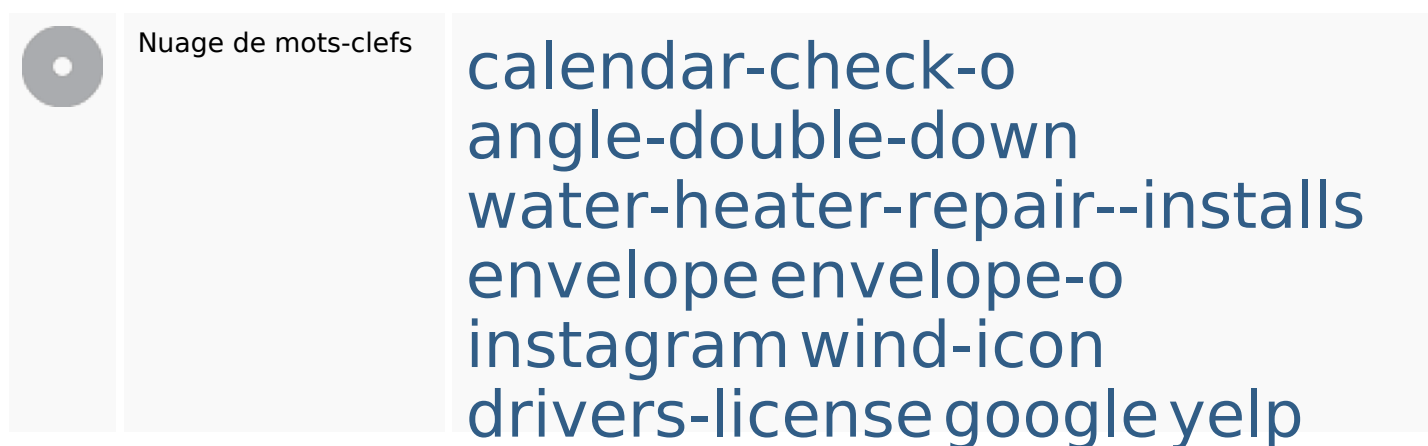 Nuage de mots-clefs
calendar-check-o
angle-double-down
water-heater-repair--installs
envelope envelope-o
instagram wind-icon
drivers-license google yelp